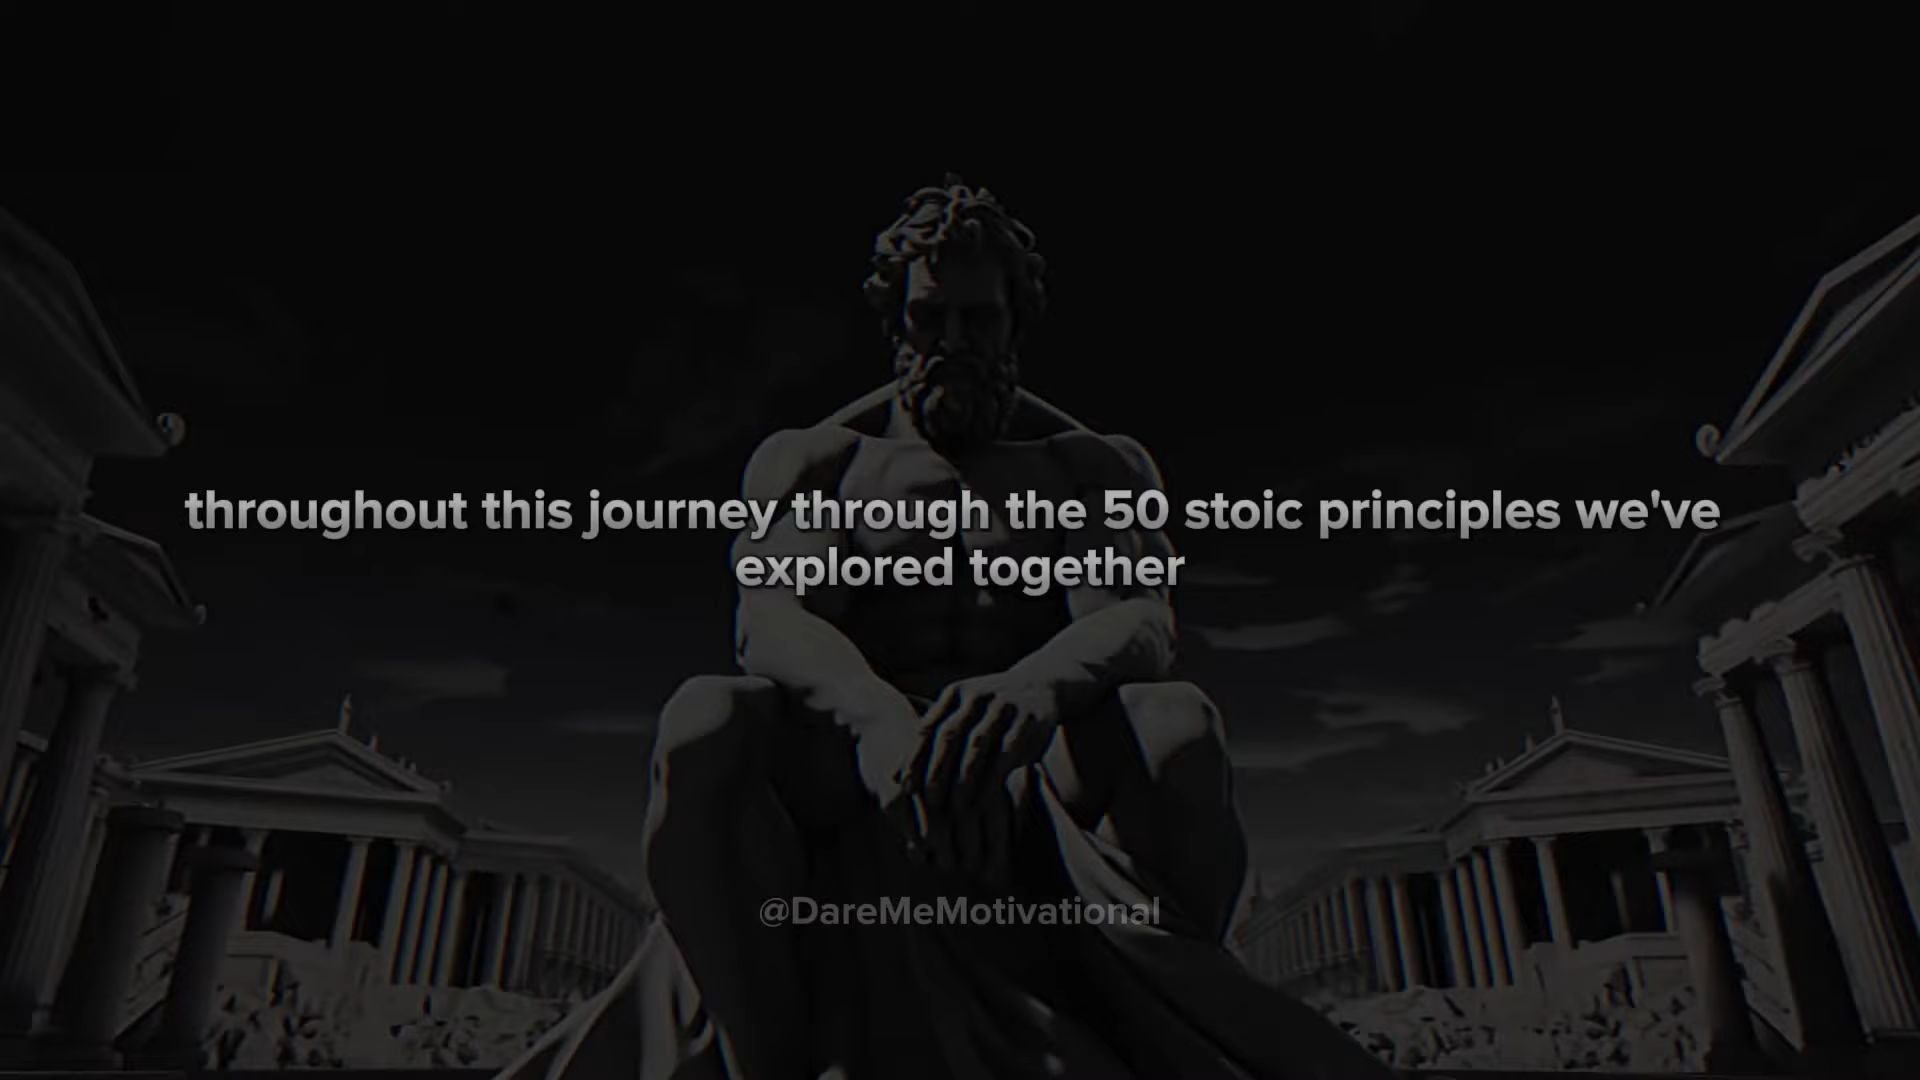 throughout this journey through the 50 stoic principles we've
explored together
@DareMeMotivational